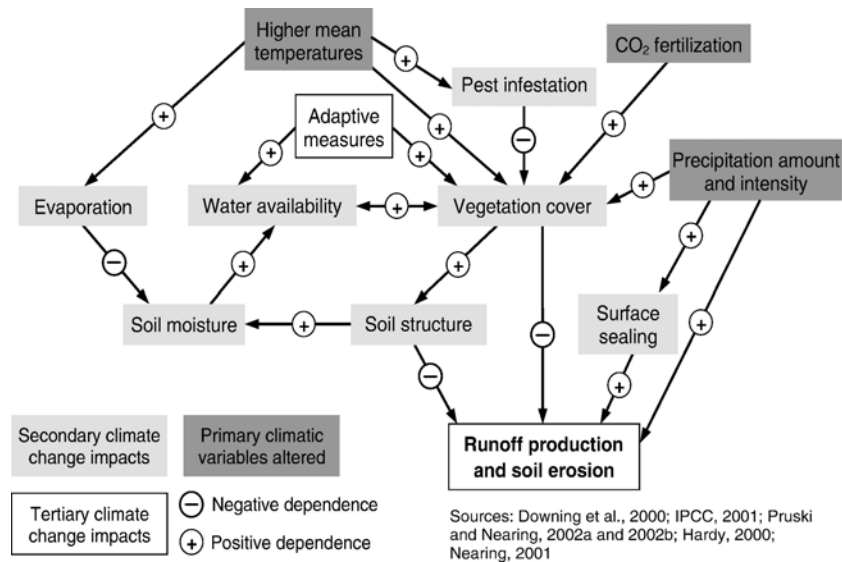 Higher mean
temperatures
CO₂ fertilization
+
Pest infestation
Adaptive
measures
+
+
+
−
+
+
+
Precipitation amount
and intensity
Evaporation
Water availability
+
Vegetation cover
−
+
+
+
Soil moisture
+
Soil structure
Surface
sealing
−
−
+
+
Runoff production
and soil erosion
Secondary climate
change impacts
Primary climatic
variables altered
Tertiary climate
change impacts
− Negative dependence
+ Positive dependence
Sources: Downing et al., 2000; IPCC, 2001; Pruski
and Nearing, 2002a and 2002b; Hardy, 2000;
Nearing, 2001